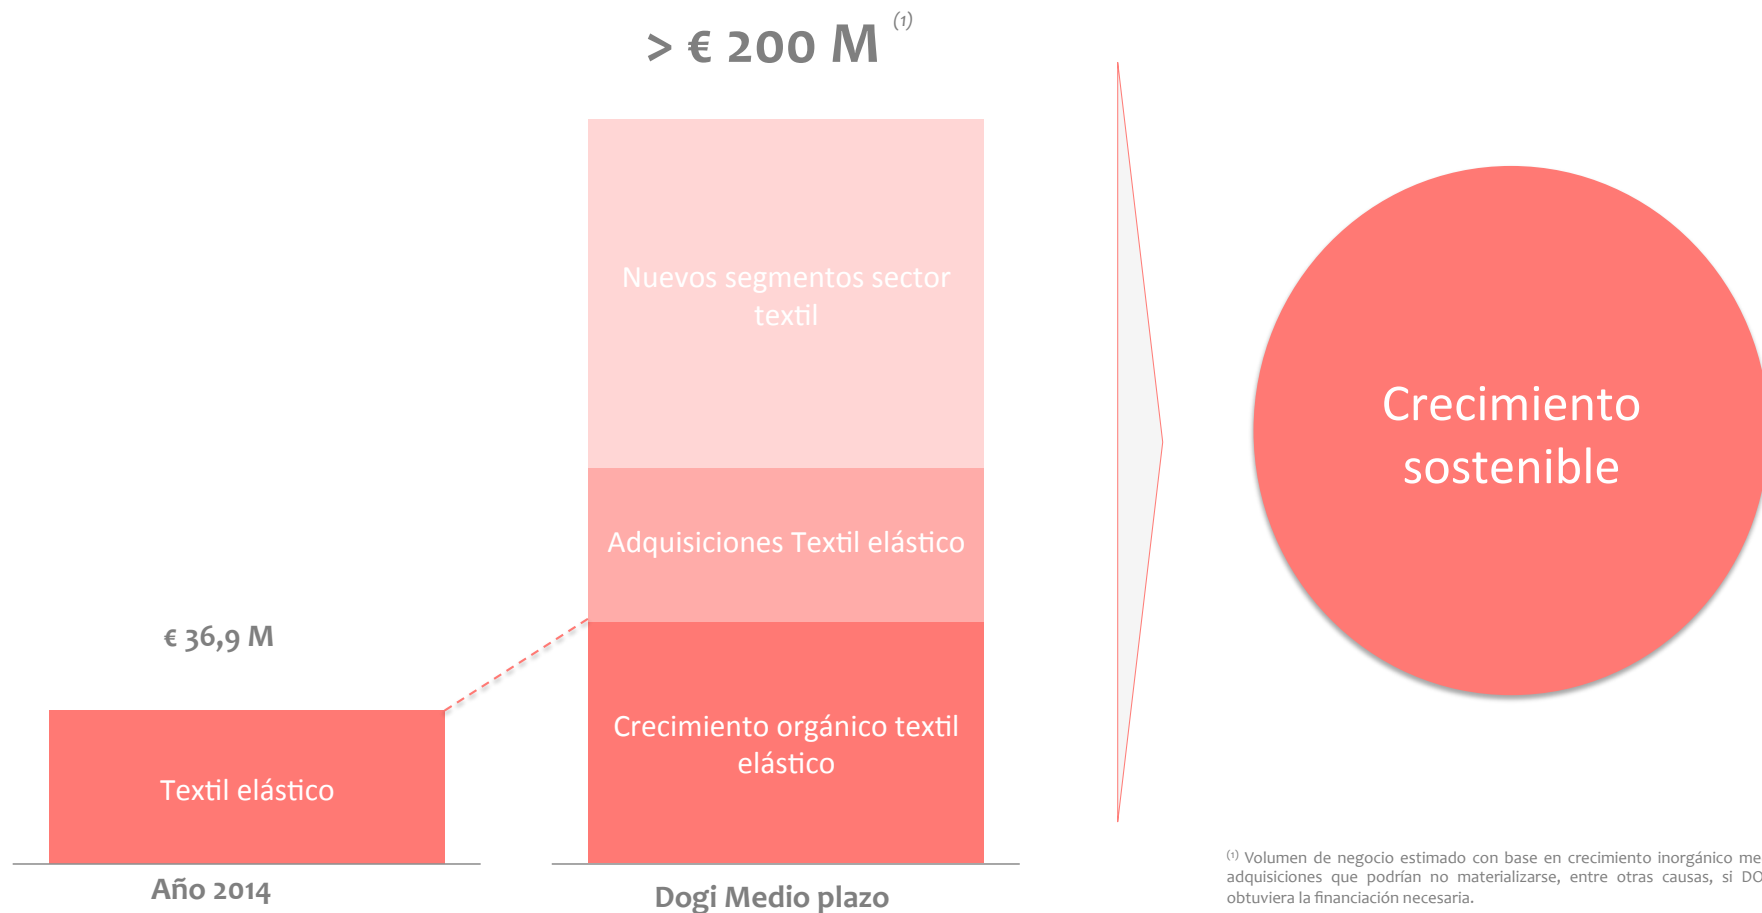 > € 200 M (1)
Nuevos segmentos sector
textil
Adquisiciones Textil elástico
Crecimiento orgánico textil
elástico
€ 36,9 M
Textil elástico
Año 2014
Dogi Medio plazo
Crecimiento
sostenible
(1) Volumen de negocio estimado con base en crecimiento inorgánico
adquisiciones que podrían no materializarse, entre otras causas, si
obtuviera la financiación necesaria.